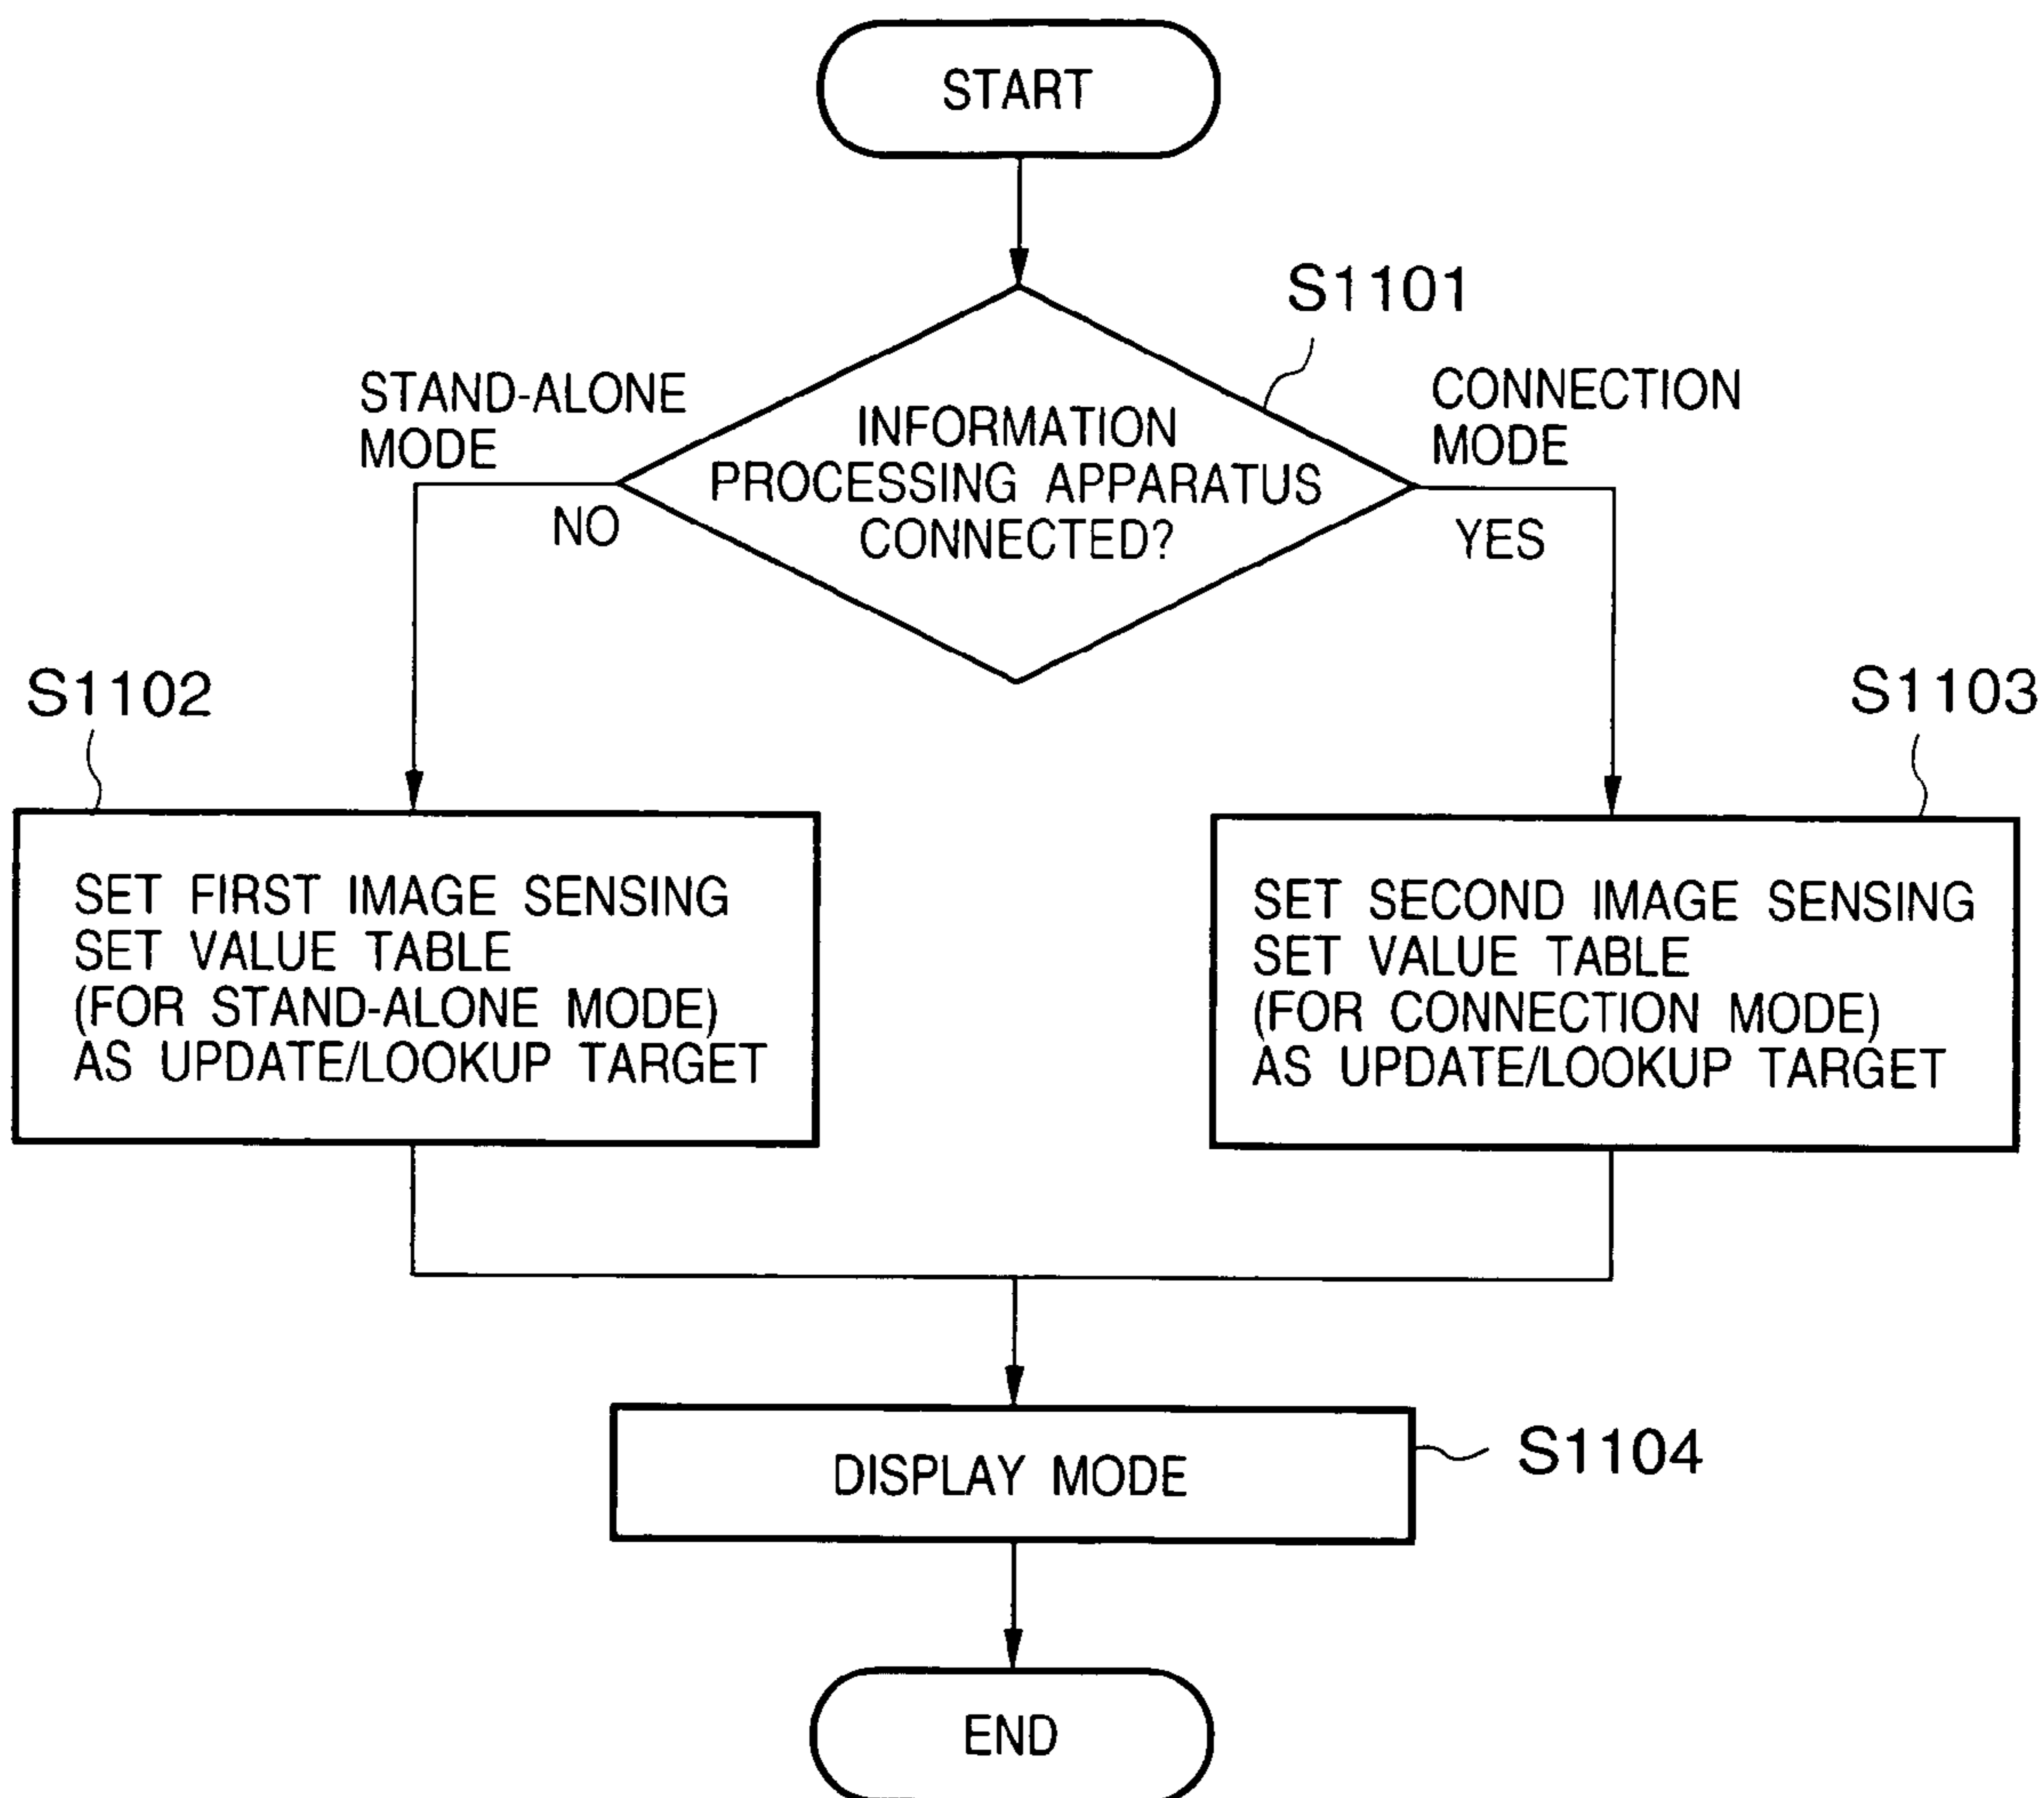 START
S1101
STAND-ALONE
MODE
CONNECTION
MODE
INFORMATION
PROCESSING APPARATUS
CONNECTED?
NO
YES
S1102
S1103
SET FIRST IMAGE SENSING
SET VALUE TABLE
(FOR STAND-ALONE MODE)
AS UPDATE/LOOKUP TARGET
SET SECOND IMAGE SENSING
SET VALUE TABLE
(FOR CONNECTION MODE)
AS UPDATE/LOOKUP TARGET
DISPLAY MODE
S1104
END